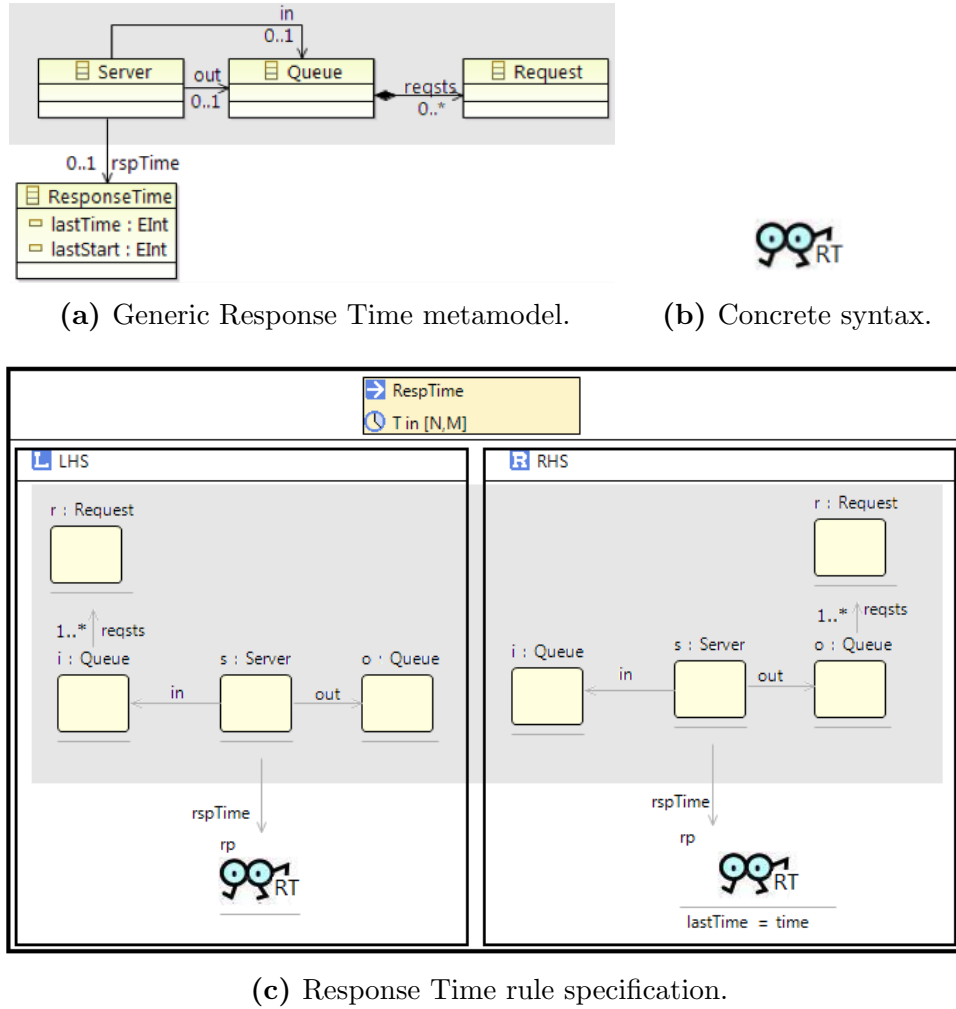 in
0..1
Server
out
Queue
reqsts
Request
0..1
0..*
0..1 rspTime
ResponseTime
lastTime : EInt
lastStart : EInt
RT
(a) Generic Response Time metamodel.
(b) Concrete syntax.
RespTime
T in [N,M]
L LHS
R RHS
r : Request
r : Request
1..* reqsts
1..* reqsts
i : Queue
s : Server
o : Queue
i : Queue
s : Server
o : Queue
in
out
in
out
rspTime
rspTime
rp
RT
rp
RT
lastTime = time
(c) Response Time rule specification.